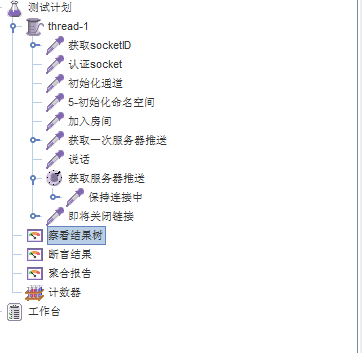 测试计划
thread-1
获取socketID
认证socket
初始化通道
5-初始化命名空间
加入房间
获取一次服务器推送
说话
获取服务器推送
保持连接中
即将关闭链接
察看结果树
断言结果
聚合报告
计数器
工作台